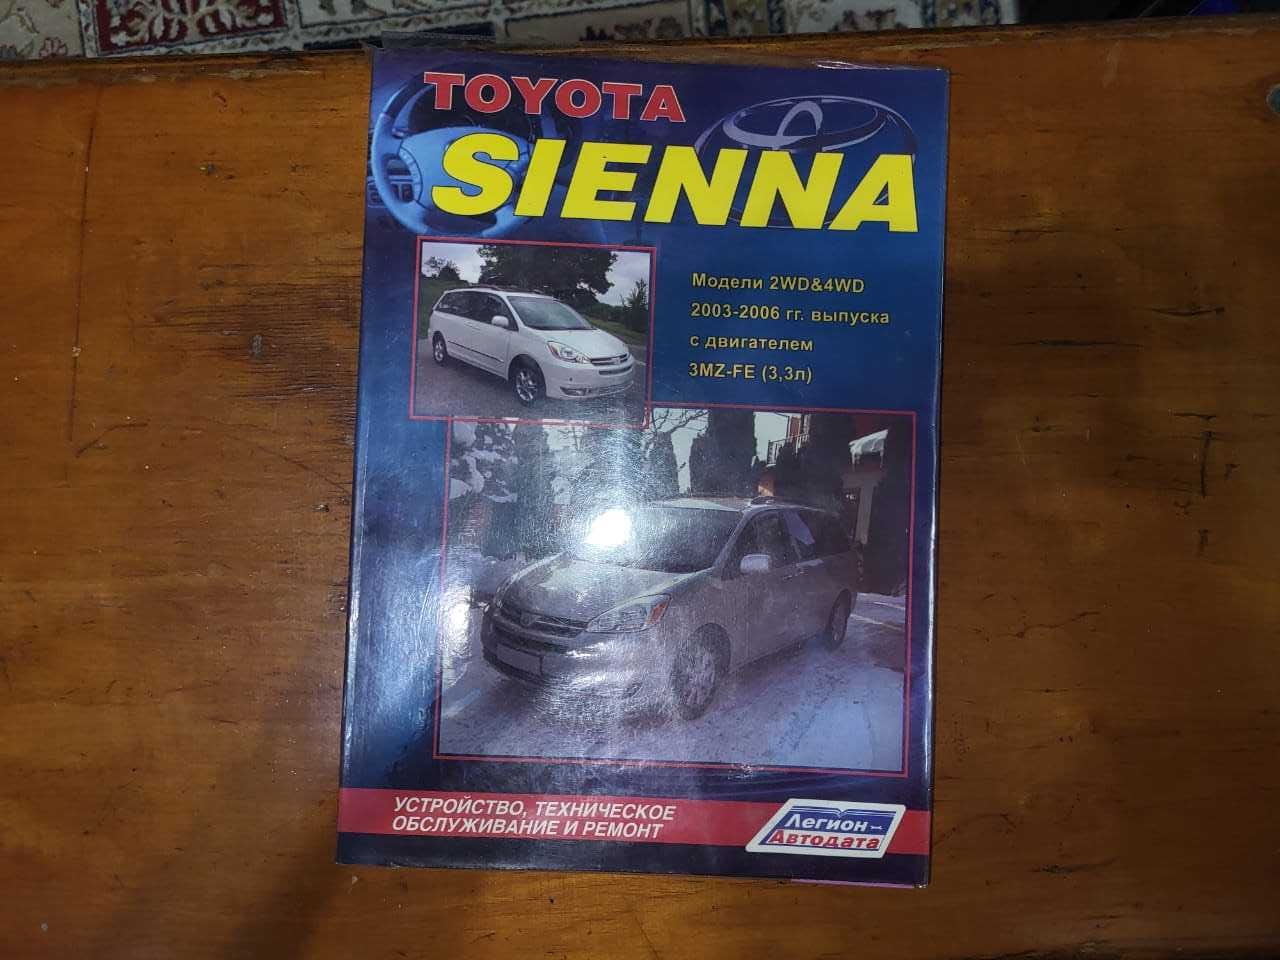 TOYOTA
SIENNA
Модели 2WD&4WD
2003-2006 гг. выпуска
с двигателем
3MZ-FE (3,3л)
УСТРОЙСТВО, ТЕХНИЧЕСКОЕ
ОБСЛУЖИВАНИЕ И РЕМОНТ
Легион-
Автодата